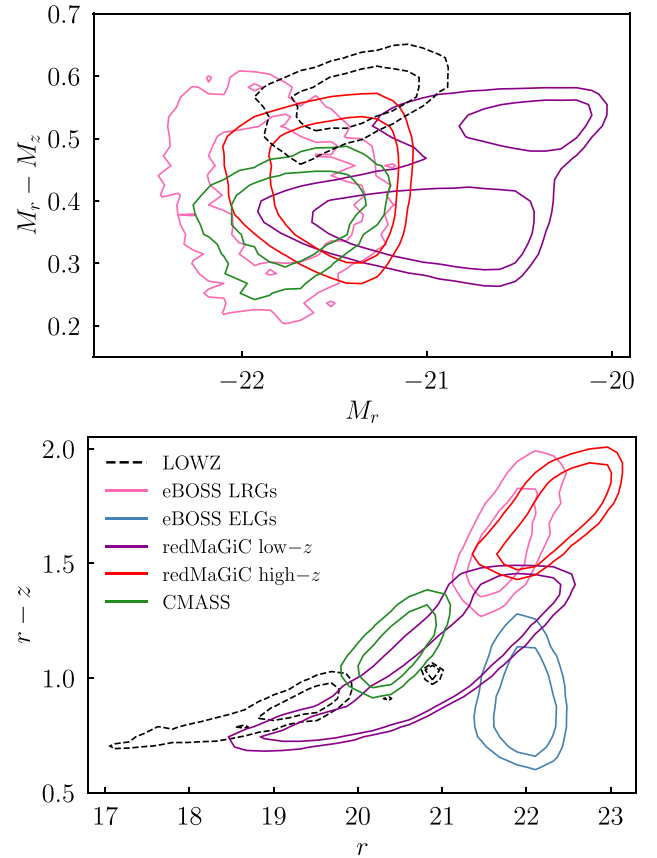 0.7
0.6
0.5
0.4
0.3
0.2
M_r − M_z
−22 −21 −20
M_r
2.0
1.5
1.0
0.5
r − z
LOWZ
eBOSS LRGs
eBOSS ELGs
redMaGiC low−z
redMaGiC high−z
CMASS
17 18 19 20 21 22 23
r